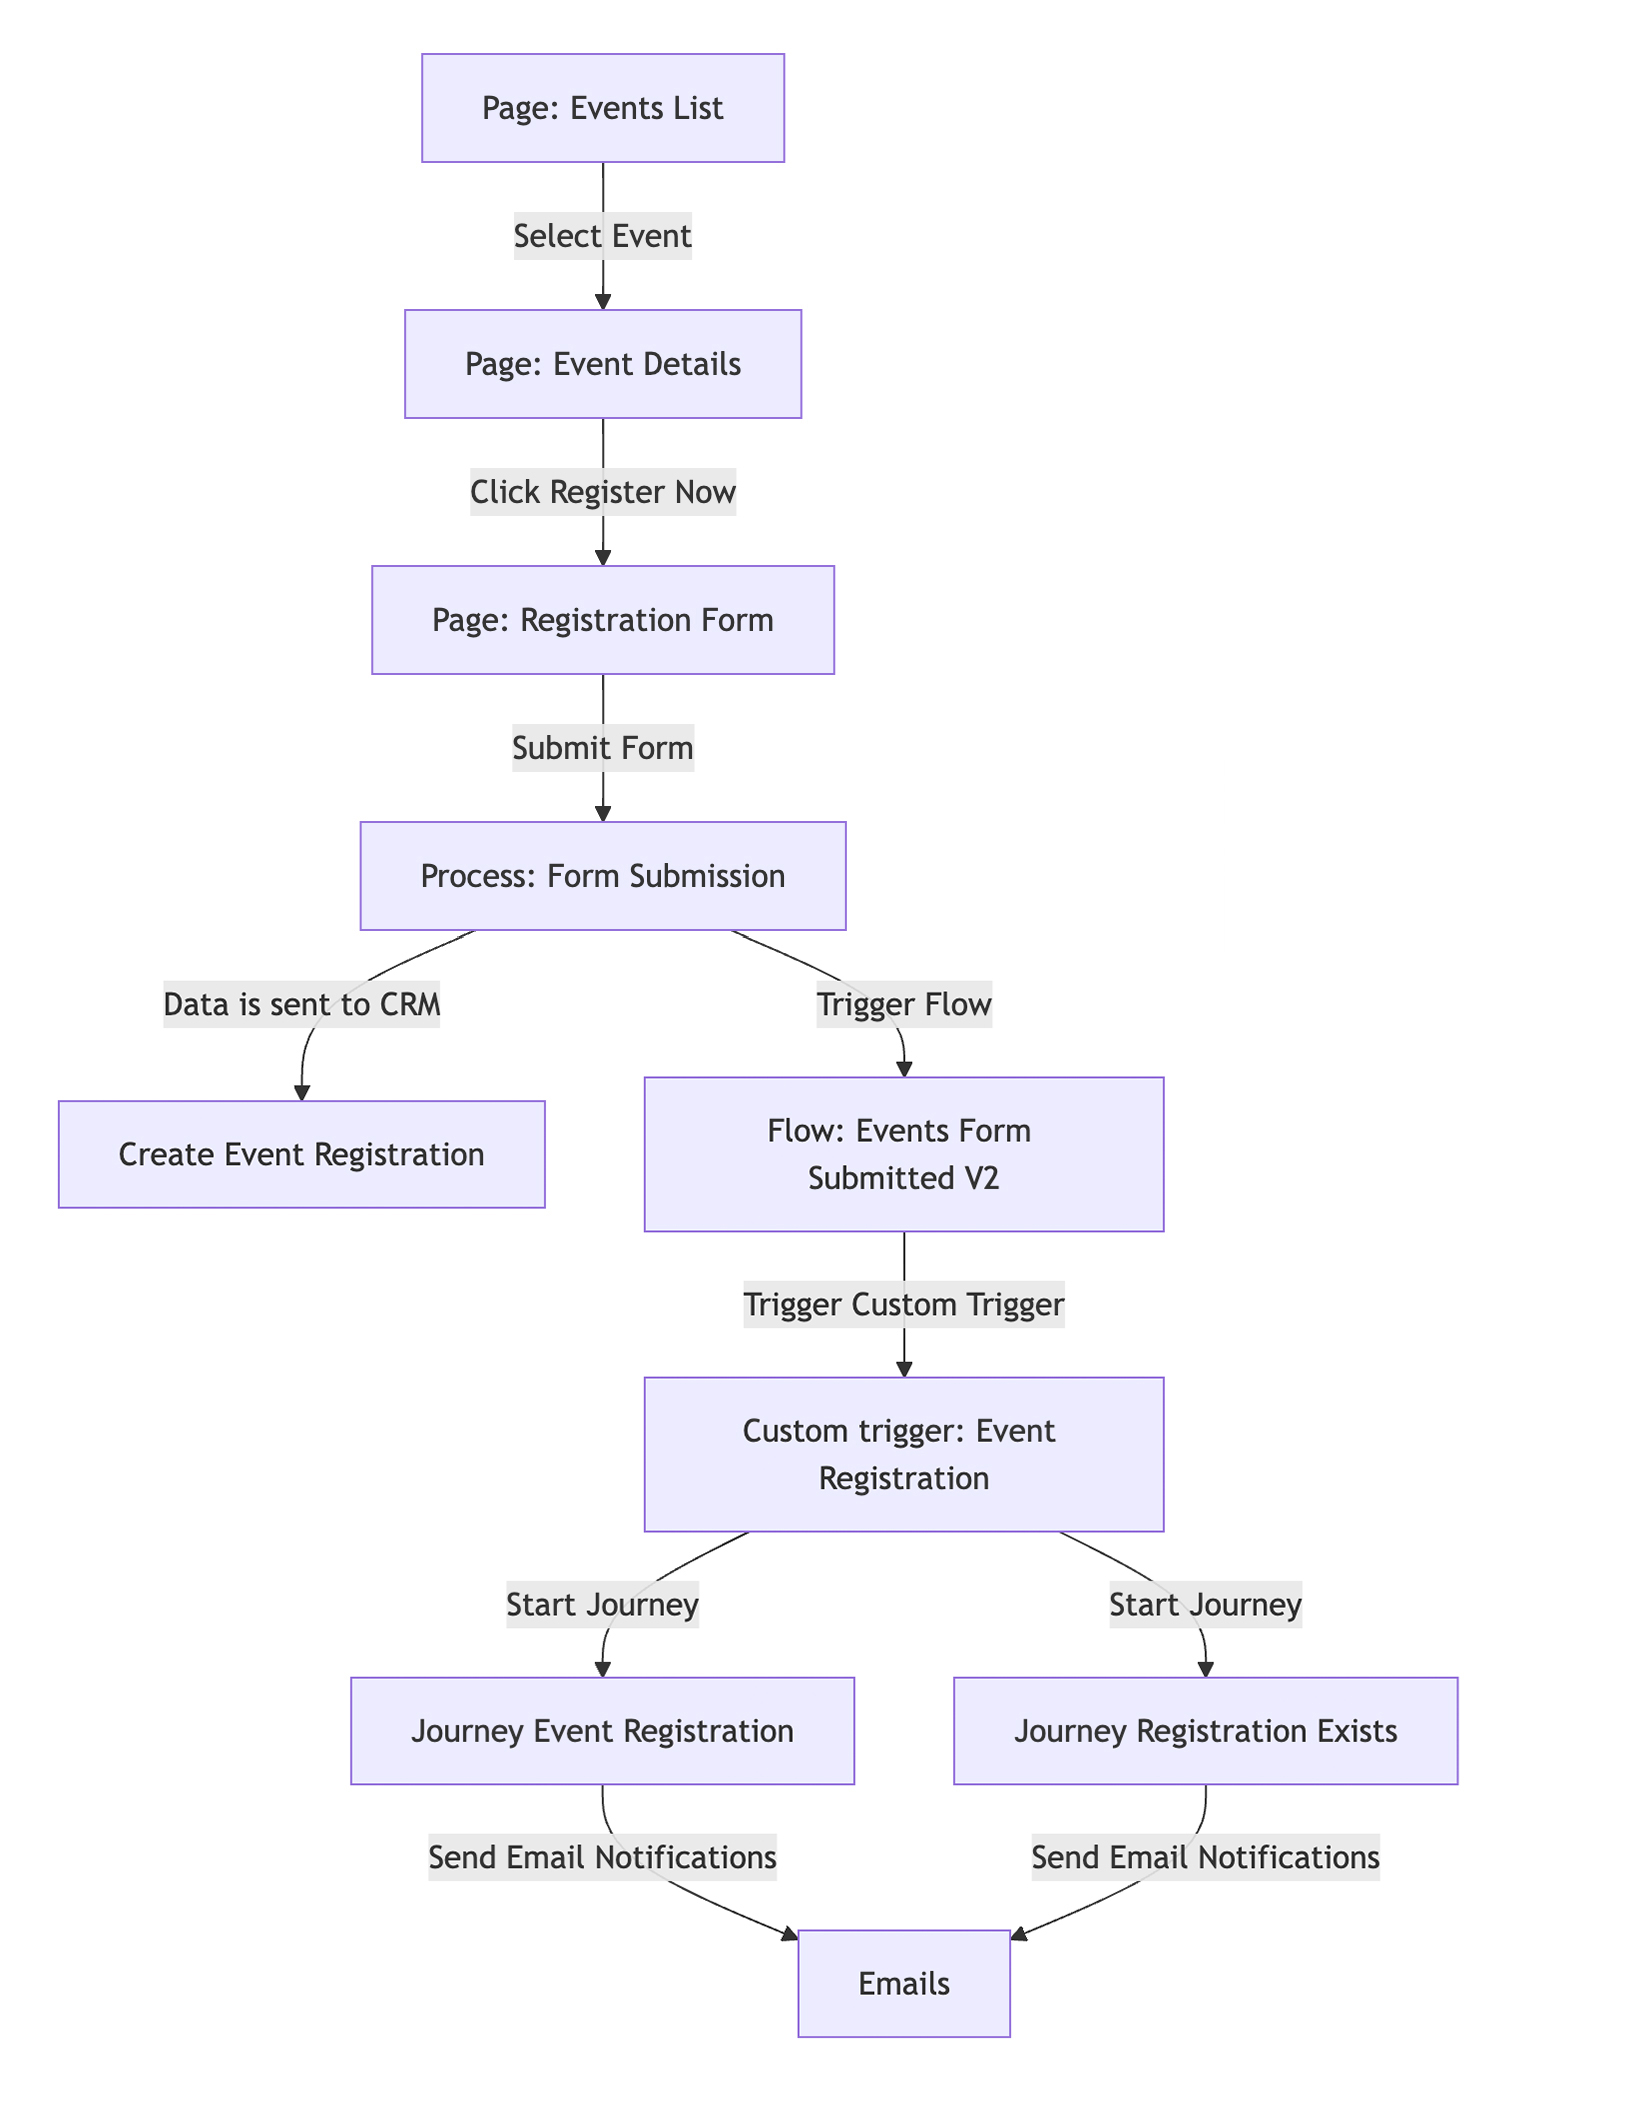 Page: Events List
Select Event
Page: Event Details
Click Register Now
Page: Registration Form
Submit Form
Process: Form Submission
Data is sent to CRM
Trigger Flow
Create Event Registration
Flow: Events Form
Submitted V2
Trigger Custom Trigger
Custom trigger: Event
Registration
Start Journey
Start Journey
Journey Event Registration
Journey Registration Exists
Send Email Notifications
Send Email Notifications
Emails